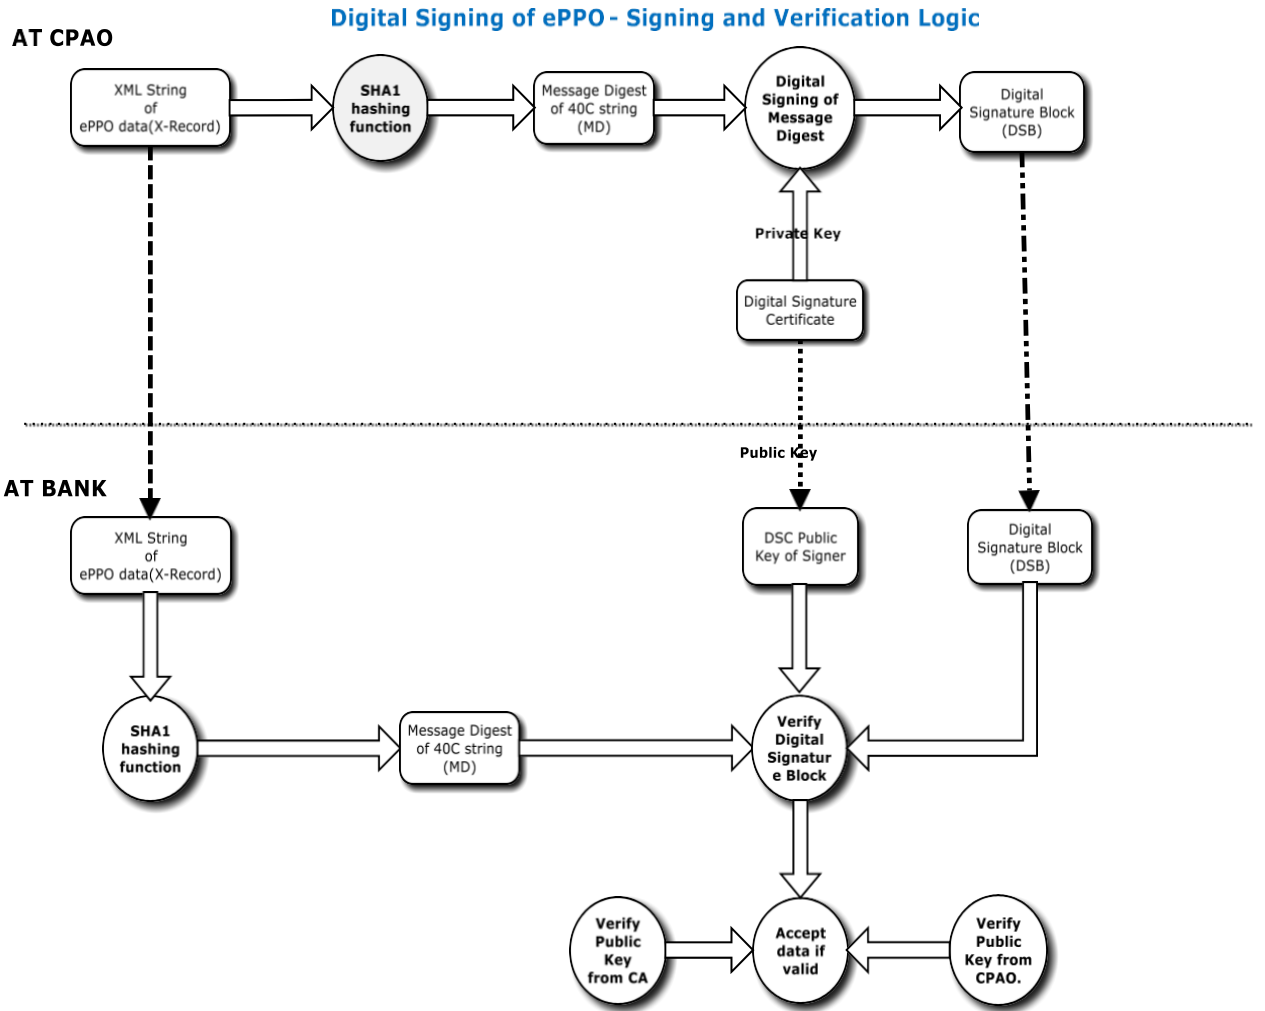 Digital Signing of ePPO - Signing and Verification Logic
AT CPAO
XML String
of
ePPO data(X-Record)
SHA1
hashing
function
Message Digest
of 40C string
(MD)
Digital
Signing of
Message
Digest
Digital
Signature Block
(DSB)
Private Key
Digital Signature
Certificate
Public Key
AT BANK
XML String
of
ePPO data(X-Record)
DSC Public
Key of Signer
Digital
Signature Block
(DSB)
SHA1
hashing
function
Message Digest
of 40C string
(MD)
Verify
Digital
Signatur
e Block
Verify
Public
Key
from CA
Accept
data if
valid
Verify
Public
Key from
CPAO.